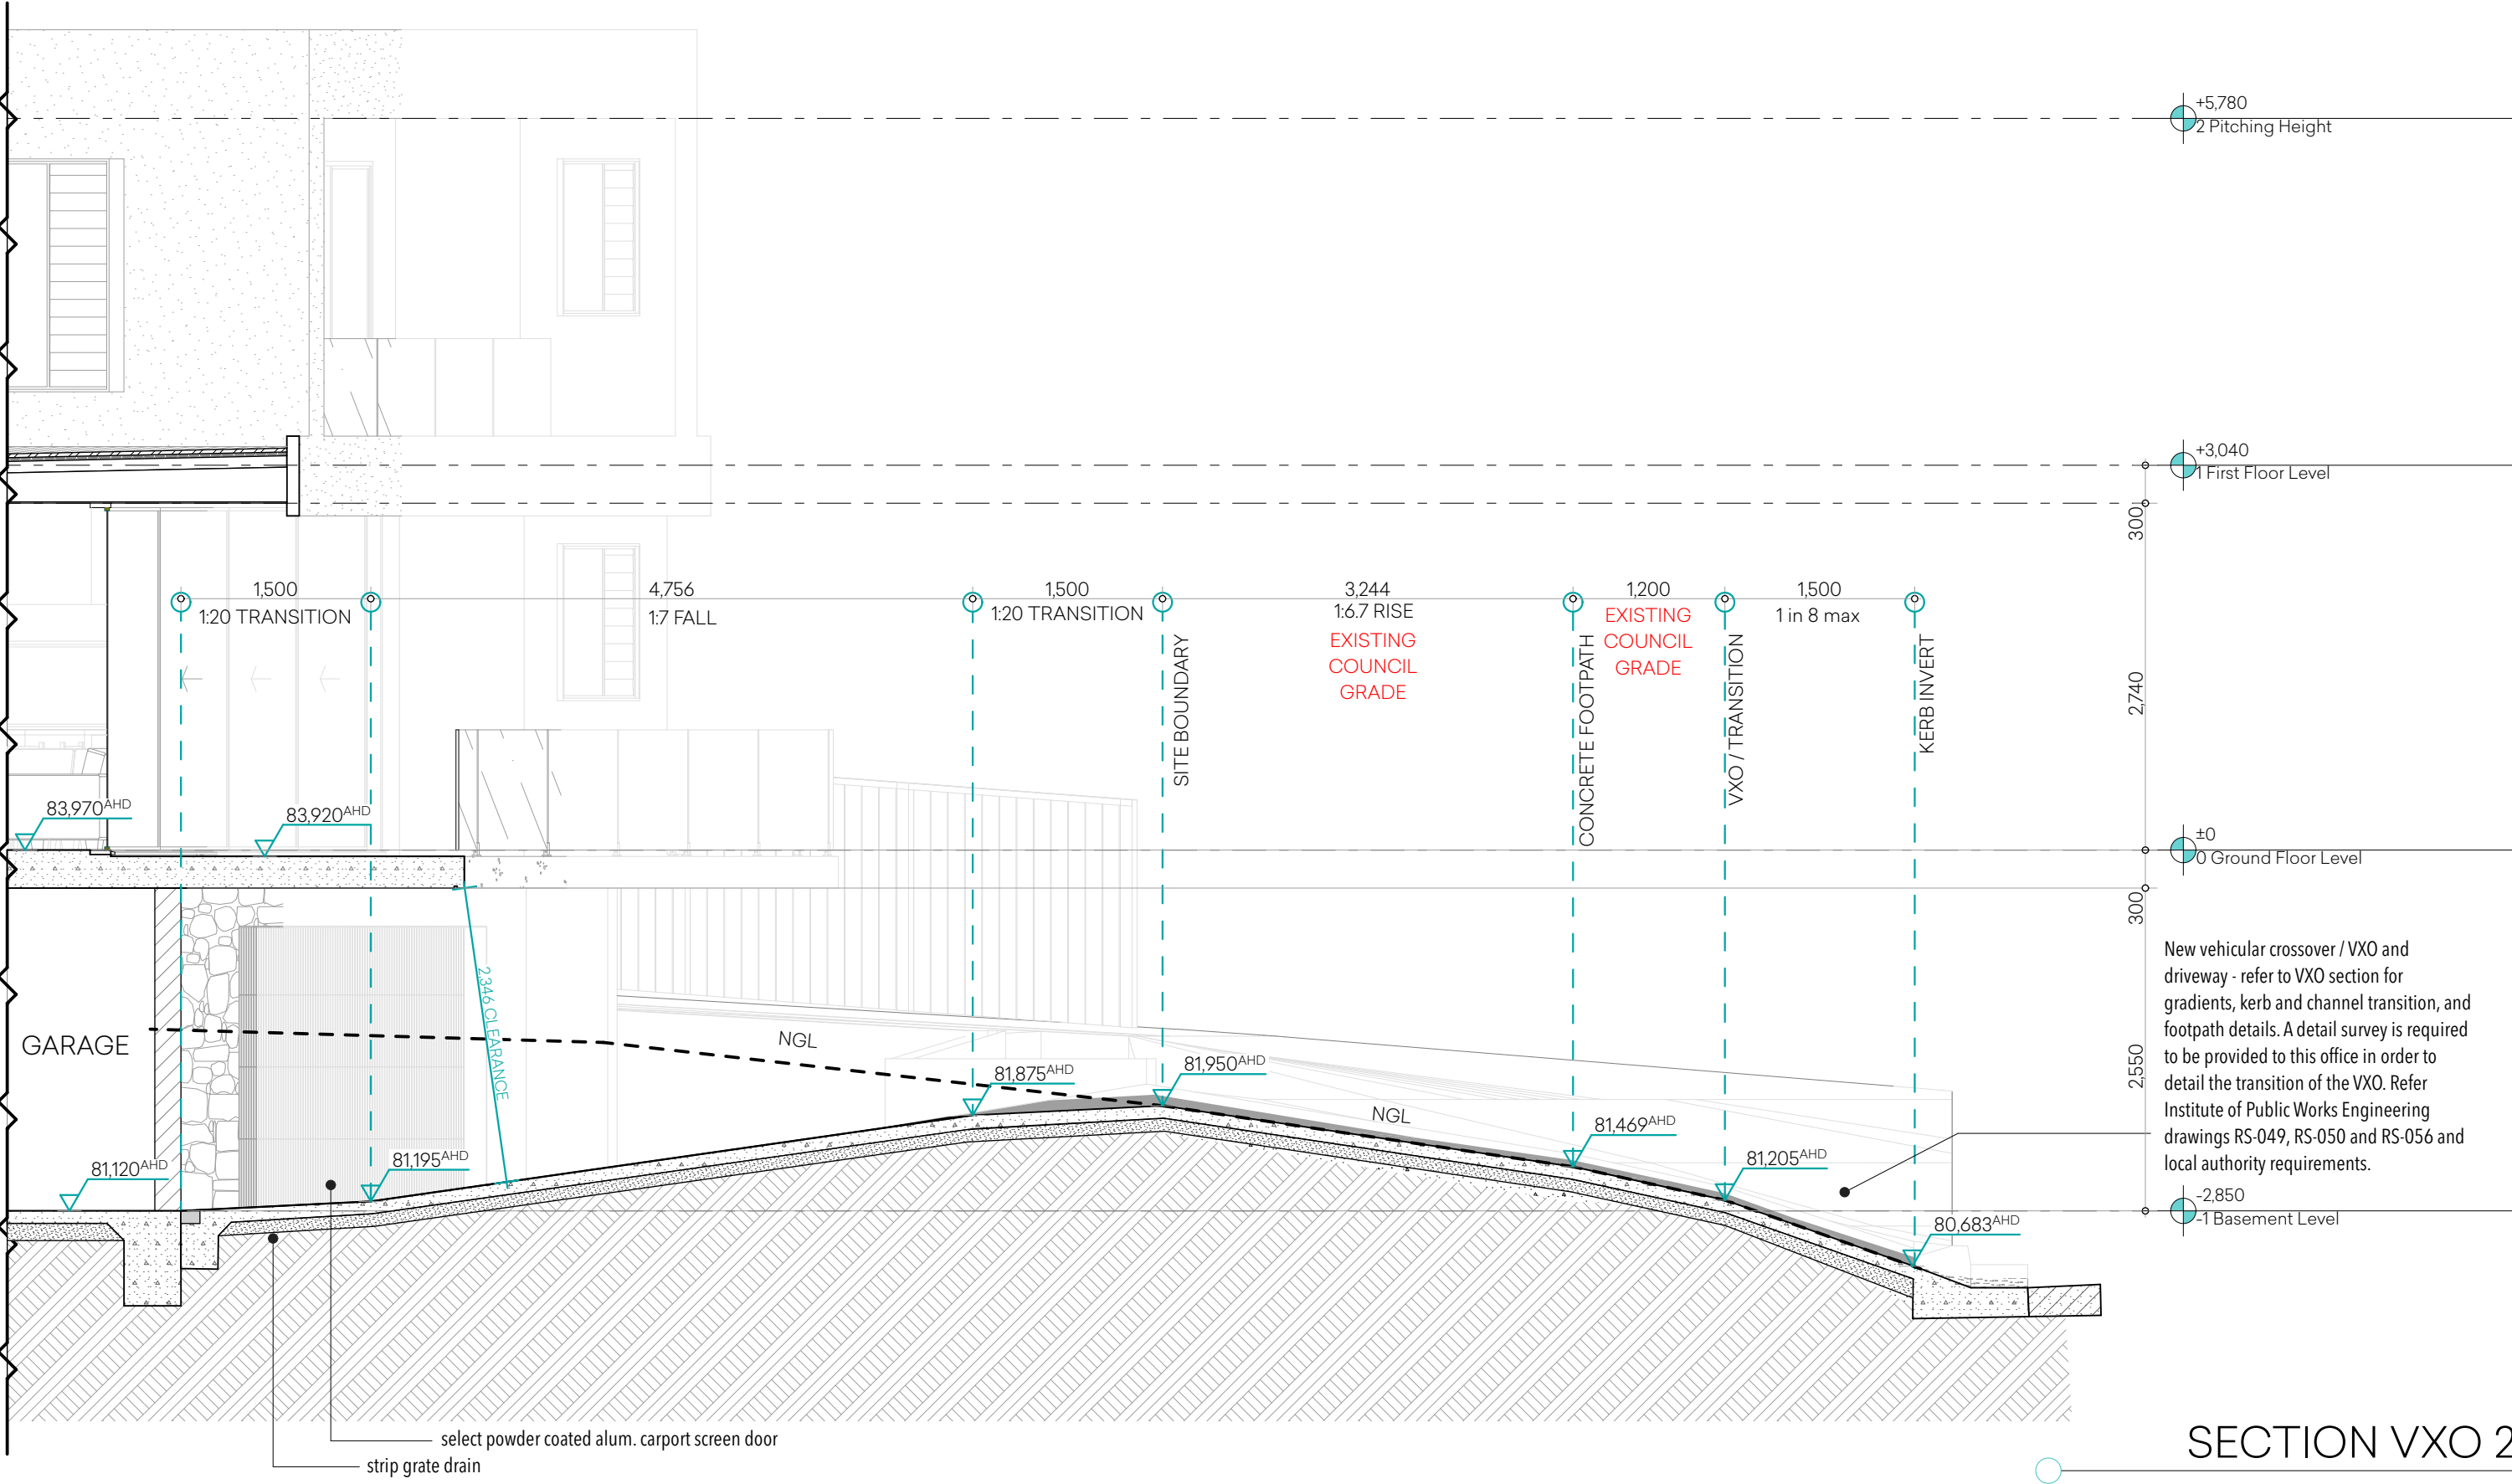 +5,780
2 Pitching Height
+3,040
1 First Floor Level
300
1,500
1:20 TRANSITION
4,756
1:7 FALL
1,500
1:20 TRANSITION
3,244
1:6.7 RISE
EXISTING
COUNCIL
GRADE
1,200
EXISTING
COUNCIL
GRADE
1,500
1 in 8 max
SITE BOUNDARY
CONCRETE FOOTPATH
VXO / TRANSITION
KERB INVERT
2,740
83,970AHD
83,920AHD
±0
0 Ground Floor Level
300
New vehicular crossover / VXO and
driveway - refer to VXO section for
gradients, kerb and channel transition, and
footpath details. A detail survey is required
to be provided to this office in order to
detail the transition of the VXO. Refer
Institute of Public Works Engineering
drawings RS-049, RS-050 and RS-056 and
local authority requirements.
2,550
GARAGE
2,346 CLEARANCE
NGL
81,875AHD
81,950AHD
NGL
81,469AHD
81,120AHD
81,195AHD
81,205AHD
80,683AHD
-2,850
-1 Basement Level
select powder coated alum. carport screen door
strip grate drain
SECTION VXO 2